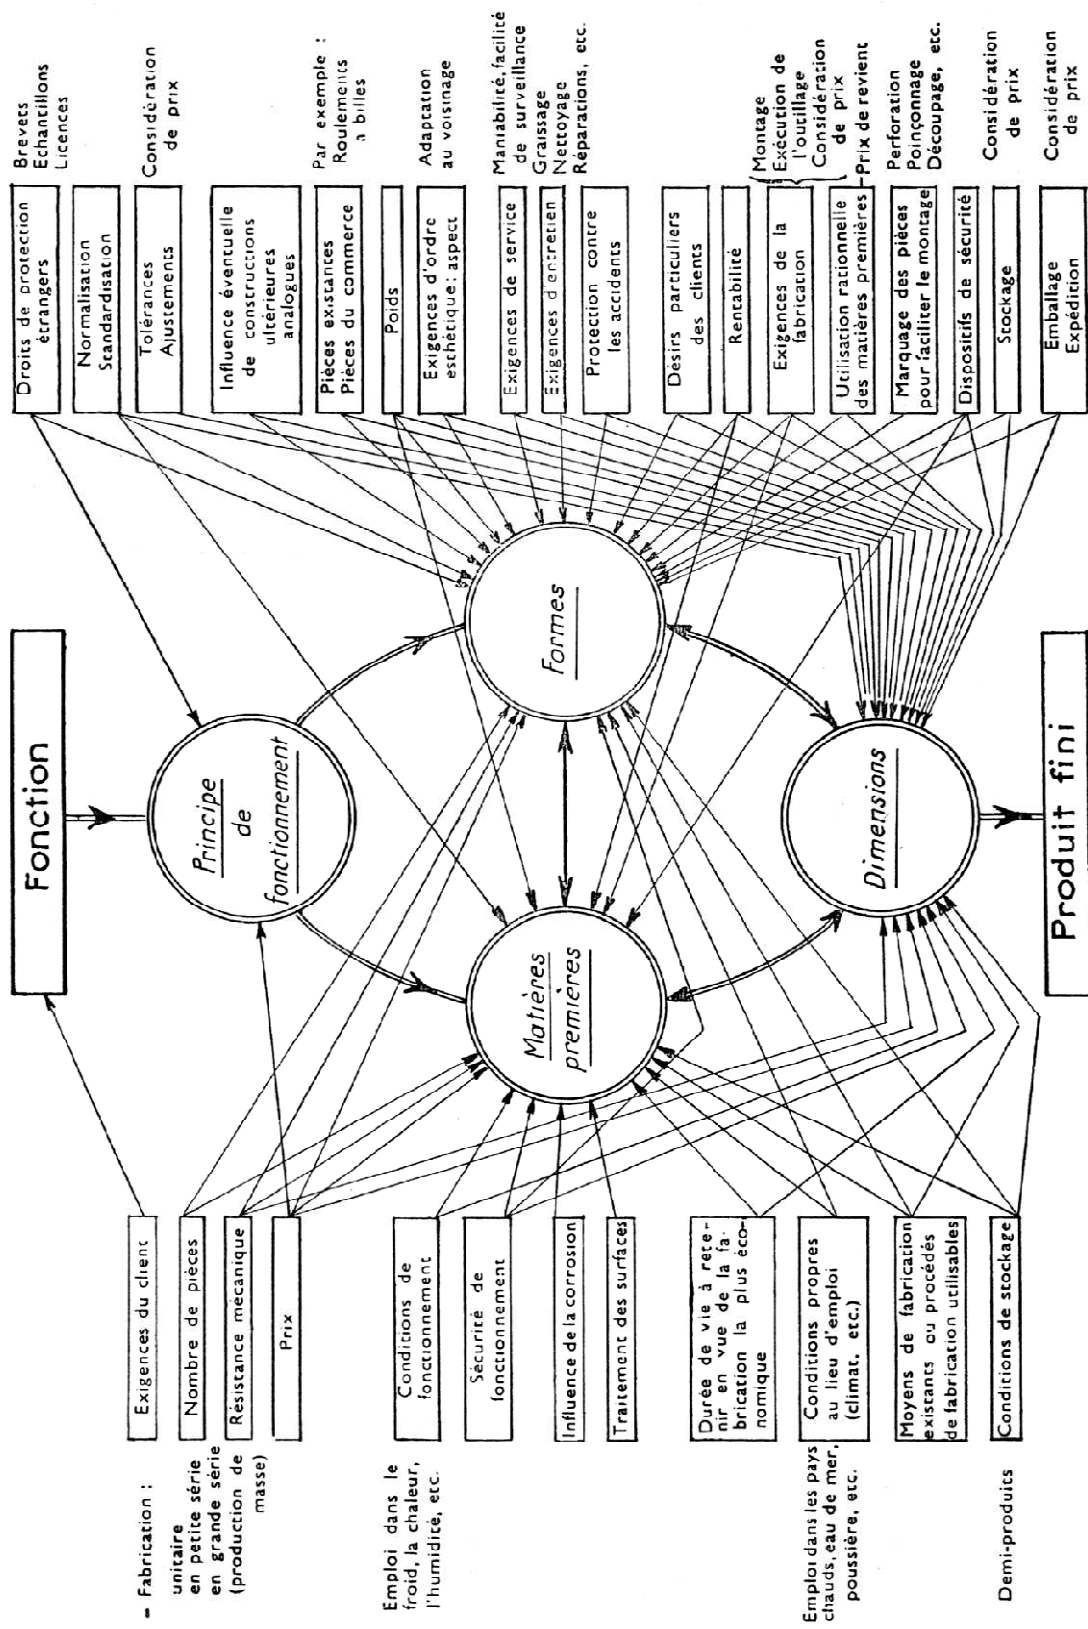 Fonction
Principe
de
fonctionnement
Matières
premières
Formes
Dimensions
Produit fini
– Fabrication :
unitaire
en petite série
en grande série
(production de
masse)
Exigences du client
Nombre de pièces
Résistance mécanique
Prix
Emploi dans le
froid, la chaleur,
l'humidité, etc.
Conditions de
fonctionnement
Sécurité de
fonctionnement
Influence de la corrosion
Traitement des surfaces
Durée de vie à rete-
nir en vue de la fa-
brication la plus éco-
nomique
Emploi dans les pays
chauds, eau de mer,
poussière, etc.
Conditions propres
au lieu d'emploi
(climat. etc.)
Moyens de fabrication
existants ou procédés
de fabrication utilisables
Demi-produits
Conditions de stockage
Droits de protection
étrangers
Brevets
Echantillons
Licences
Normalisation
Standardisation
Tolérances
Ajustements
Considération
de prix
Influence éventuelle
de constructions
ultérieures
analogues
Pièces existantes
Pièces du commerce
Par exemple :
Roulements
a billes
Poids
Exigences d'ordre
esthétique: aspect
Adaptation
au voisinage
Exigences de service
Maniabilité, facilité
de surveillance
Exigences d'entretien
Graissage
Nettoyage
Réparations, etc.
Protection contre
les accidents
Désirs particuliers
des clients
Rentabilité
Exigences de la
fabrication
Montage
Exécution de
l'outillage
Considération
de prix
Utilisation rationnelle
des matières premières
Prix de revient
Marquage des pièces
pour faciliter le montage
Perforation
Poinçonnage
Découpage, etc.
Dispositifs de sécurité
Stockage
Considération
de prix
Emballage
Expédition
Considération
de prix